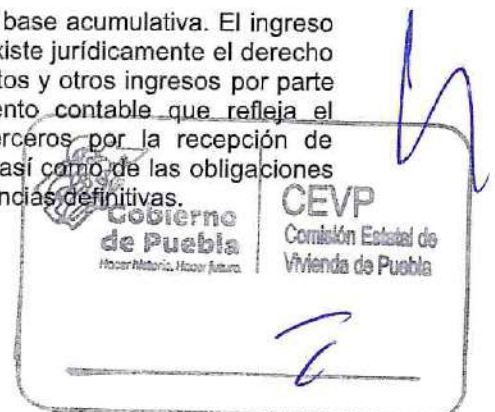 base acumulativa. El ingreso
xiste jurídicamente el derecho
tos y otros ingresos por parte
ento contable que refleja el
erceros por la recepción de
así como de las obligaciones
ncias definitivas.
Gobierno
de Puebla
Hacer historia. Hacer futuro.
CEVP
Comisión Estatal de
Vivienda de Puebla